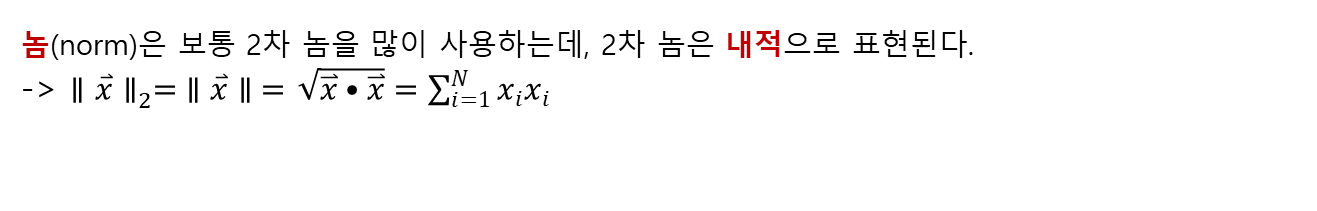 놈(norm)은 보통 2차 놈을 많이 사용하는데, 2차 놈은 내적으로 표현된다.
-> ‖ x⃗ ‖₂= ‖ x⃗ ‖ = √(x⃗ • x⃗) = ∑ᵢ₌₁ᴺ xᵢxᵢ